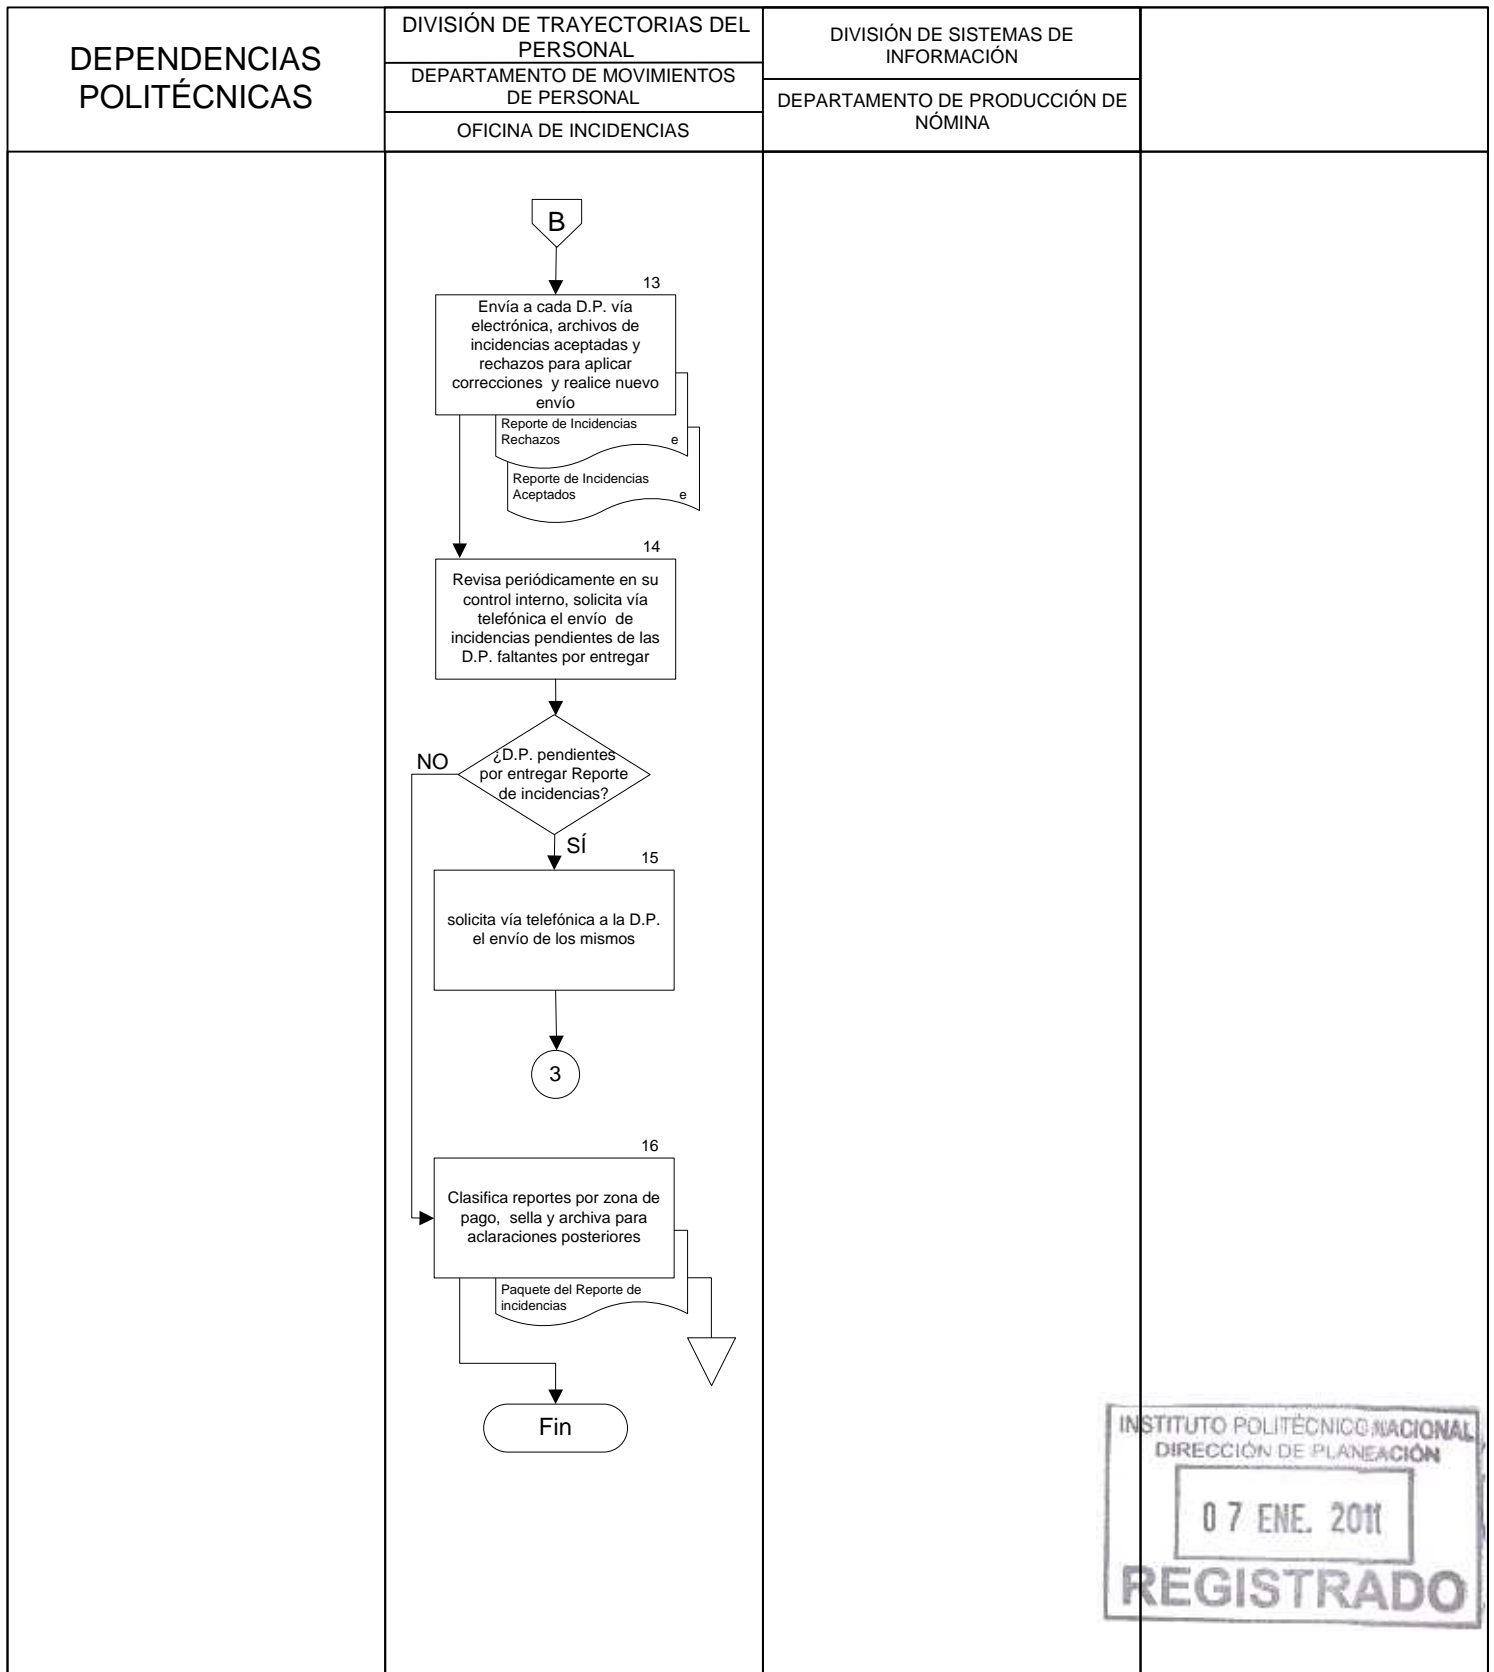 DEPENDENCIAS
POLITÉCNICAS
DIVISIÓN DE TRAYECTORIAS DEL
PERSONAL
DEPARTAMENTO DE MOVIMIENTOS
DE PERSONAL
OFICINA DE INCIDENCIAS
DIVISIÓN DE SISTEMAS DE
INFORMACIÓN
DEPARTAMENTO DE PRODUCCIÓN DE
NÓMINA
B
13
Envía a cada D.P. vía
electrónica, archivos de
incidencias aceptadas y
rechazos para aplicar
correcciones y realice nuevo
envío
Reporte de Incidencias
Rechazos e
Reporte de Incidencias
Aceptados e
14
Revisa periódicamente en su
control interno, solicita vía
telefónica el envío de
incidencias pendientes de las
D.P. faltantes por entregar
NO
¿D.P. pendientes
por entregar Reporte
de incidencias?
SÍ
15
solicita vía telefónica a la D.P.
el envío de los mismos
3
16
Clasifica reportes por zona de
pago, sella y archiva para
aclaraciones posteriores
Paquete del Reporte de
incidencias
Fin
INSTITUTO POLITÉCNICO NACIONAL
DIRECCIÓN DE PLANEACIÓN
07 ENE. 2011
REGISTRADO